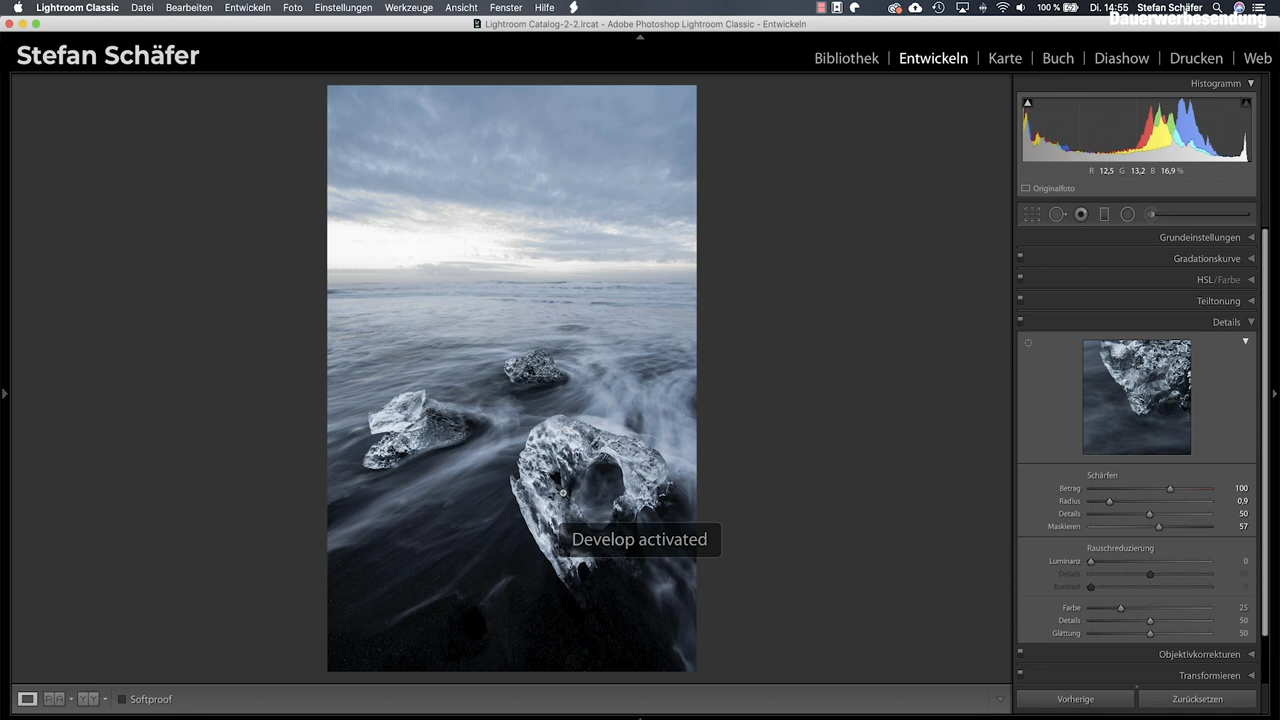 Lightroom Classic Datei Bearbeiten Entwickeln Foto Einstellungen Werkzeuge Ansicht Fenster Hilfe 100 % Di. 14:55 Stefan Schäfer
Dauerwerbesendung
Lightroom Catalog-2-2.lrcat - Adobe Photoshop Lightroom Classic - Entwickeln
Stefan Schäfer
Bibliothek | Entwickeln | Karte | Buch | Diashow | Drucken | Web
Histogramm
R 12,5 G 13,2 B 16,9 %
Originalfoto
Grundeinstellungen
Gradationskurve
HSL / Farbe
Teiltonung
Details
Schärfen
Betrag 100
Radius 0,9
Details 50
Maskieren 57
Develop activated
Rauschreduzierung
Luminanz 0
Details 50
Kontrast 0
Farbe 25
Details 50
Glättung 50
Objektivkorrekturen
Transformieren
Softproof
Vorherige Zurücksetzen